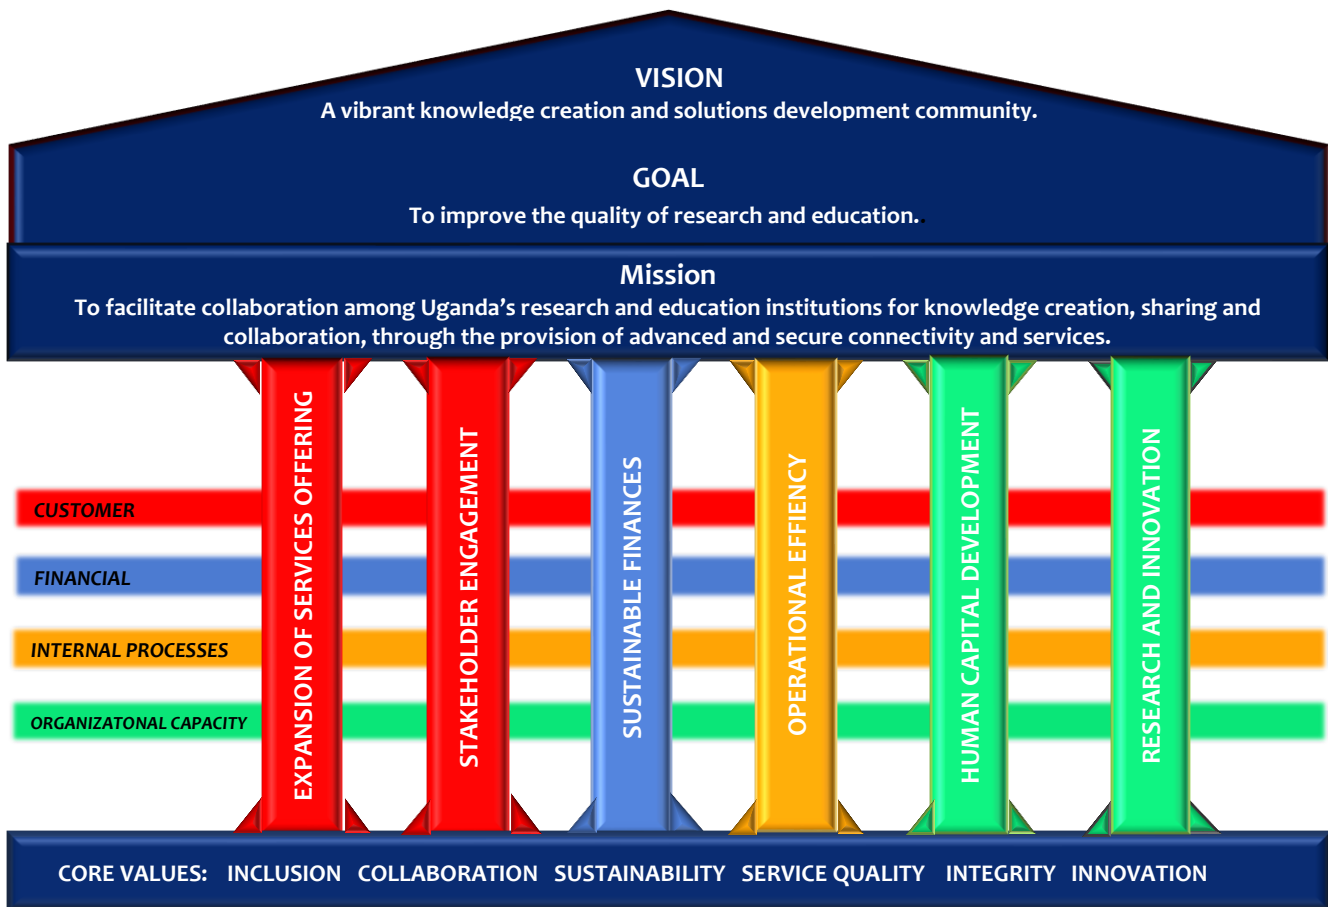 VISION
A vibrant knowledge creation and solutions development community.
GOAL
To improve the quality of research and education..
Mission
To facilitate collaboration among Uganda’s research and education institutions for knowledge creation, sharing and
collaboration, through the provision of advanced and secure connectivity and services.
EXPANSION OF SERVICES OFFERING
STAKEHOLDER ENGAGEMENT
SUSTAINABLE FINANCES
OPERATIONAL EFFIENCY
HUMAN CAPITAL DEVELOPMENT
RESEARCH AND INNOVATION
CUSTOMER
FINANCIAL
INTERNAL PROCESSES
ORGANIZATONAL CAPACITY
CORE VALUES: INCLUSION COLLABORATION SUSTAINABILITY SERVICE QUALITY INTEGRITY INNOVATION